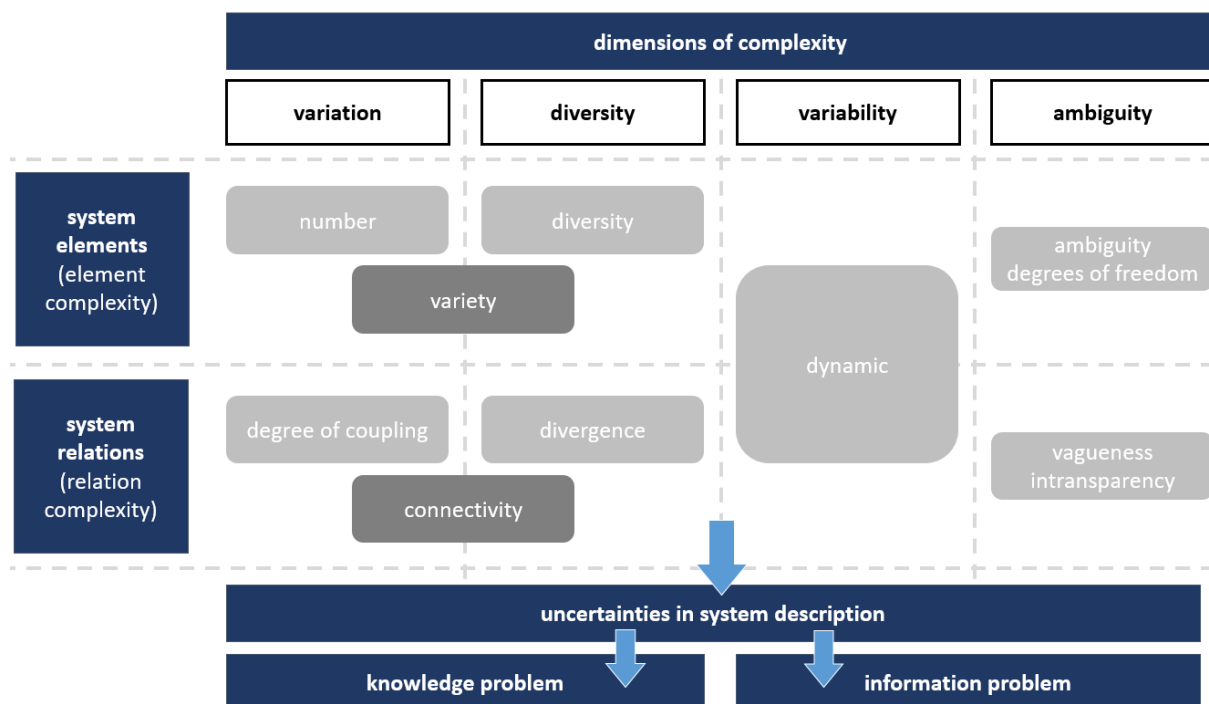 dimensions of complexity
variation
diversity
variability
ambiguity
system
elements
(element
complexity)
number
diversity
variety
dynamic
ambiguity
degrees of freedom
system
relations
(relation
complexity)
degree of coupling
divergence
connectivity
vagueness
intransparency
uncertainties in system description
knowledge problem
information problem